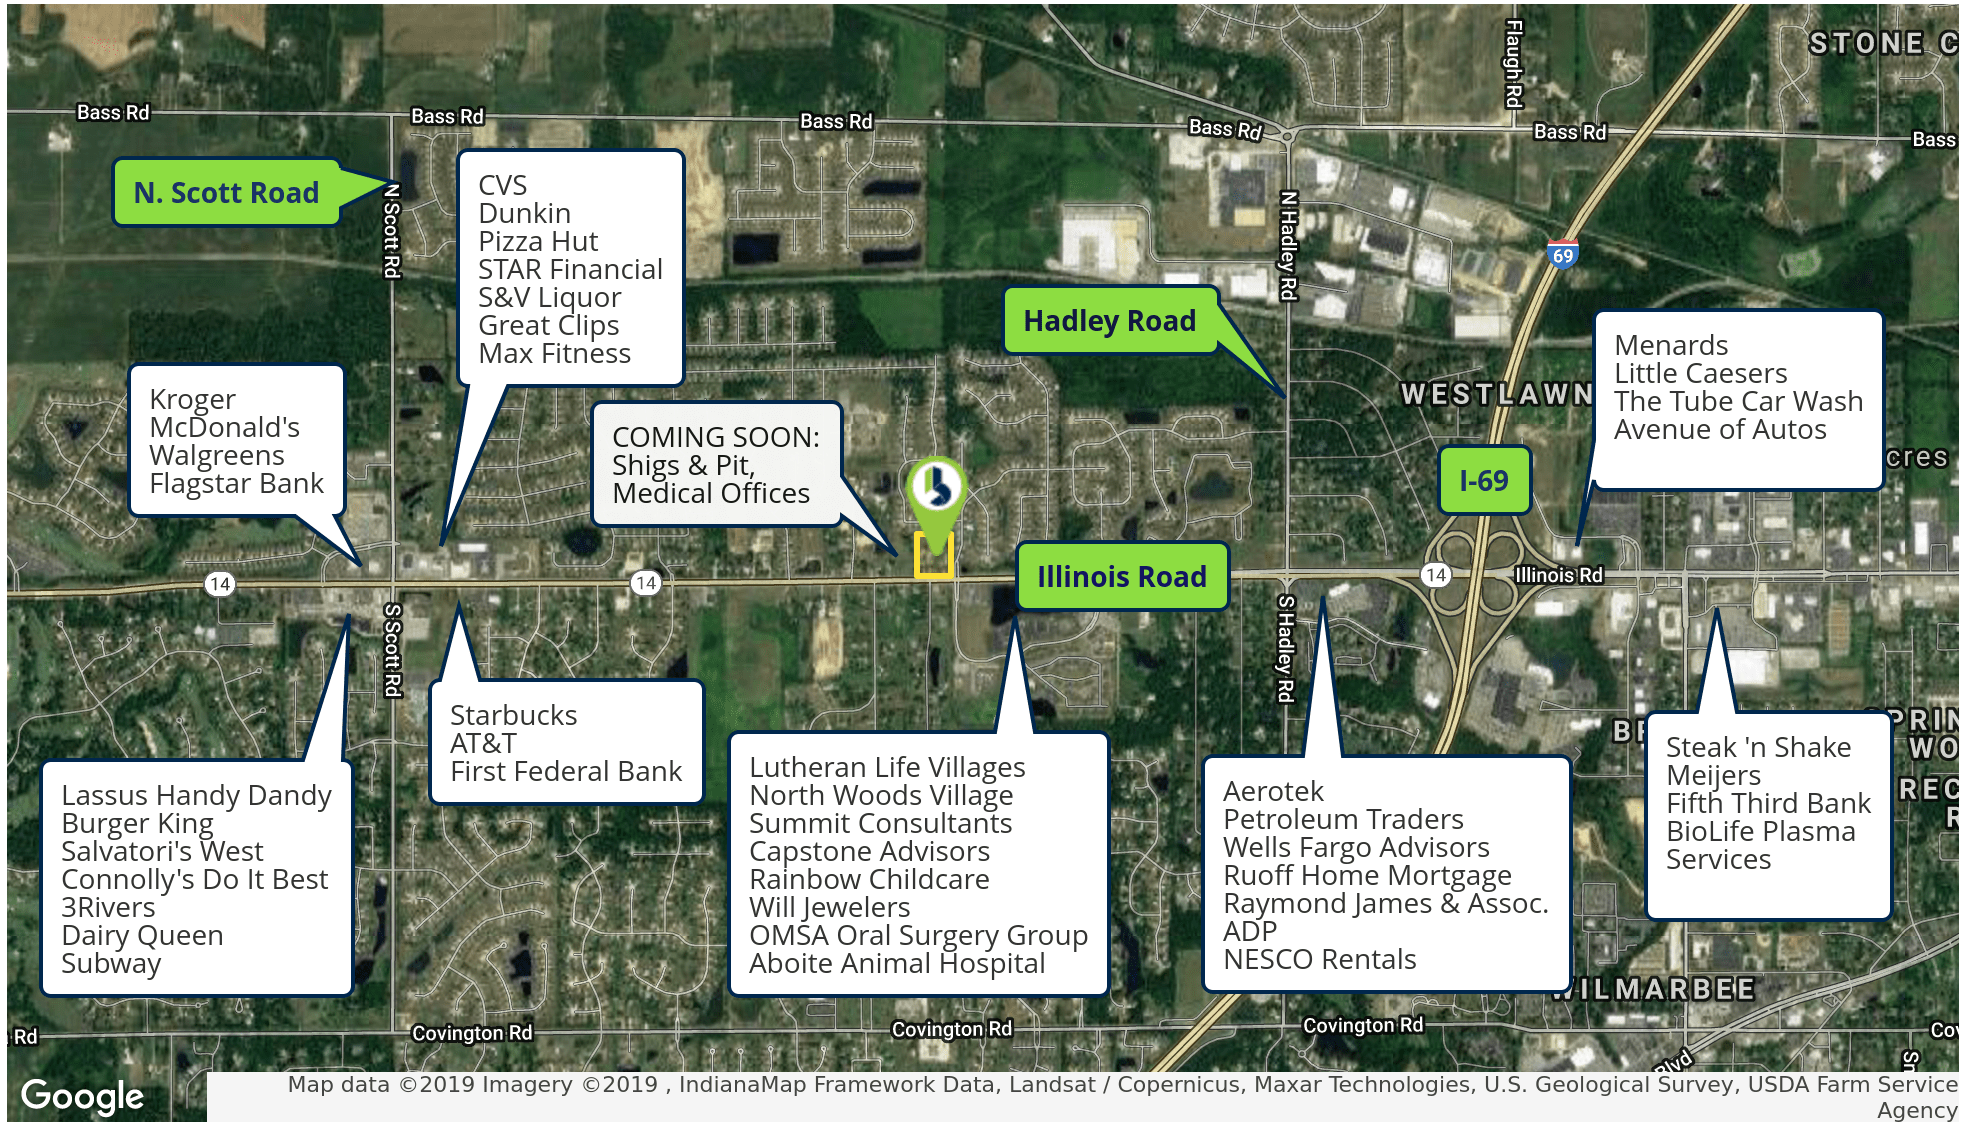 STONE C
Flaugh Rd
Bass Rd
Bass Rd
Bass Rd
Bass Rd
Bass Rd
Bass
N. Scott Road
N Scott Rd
CVS
Dunkin
Pizza Hut
STAR Financial
S&V Liquor
Great Clips
Max Fitness
N Hadley Rd
69
Hadley Road
Menards
Little Caesers
The Tube Car Wash
Avenue of Autos
WESTLAWN
cres
Kroger
McDonald's
Walgreens
Flagstar Bank
COMING SOON:
Shigs & Pit,
Medical Offices
I-69
14
14
Illinois Road
14
Illinois Rd
S Scott Rd
S Hadley Rd
Starbucks
AT&T
First Federal Bank
Lassus Handy Dandy
Burger King
Salvatori's West
Connolly's Do It Best
3Rivers
Dairy Queen
Subway
Lutheran Life Villages
North Woods Village
Summit Consultants
Capstone Advisors
Rainbow Childcare
Will Jewelers
OMSA Oral Surgery Group
Aboite Animal Hospital
Aerotek
Petroleum Traders
Wells Fargo Advisors
Ruoff Home Mortgage
Raymond James & Assoc.
ADP
NESCO Rentals
Steak 'n Shake
Meijers
Fifth Third Bank
BioLife Plasma
Services
PRIN
WO
REC
WILMARBEE
Rd
Covington Rd
Covington Rd
Covington Rd
Cov
Blvd
Sm
Google
Map data ©2019 Imagery ©2019 , IndianaMap Framework Data, Landsat / Copernicus, Maxar Technologies, U.S. Geological Survey, USDA Farm Service
Agency